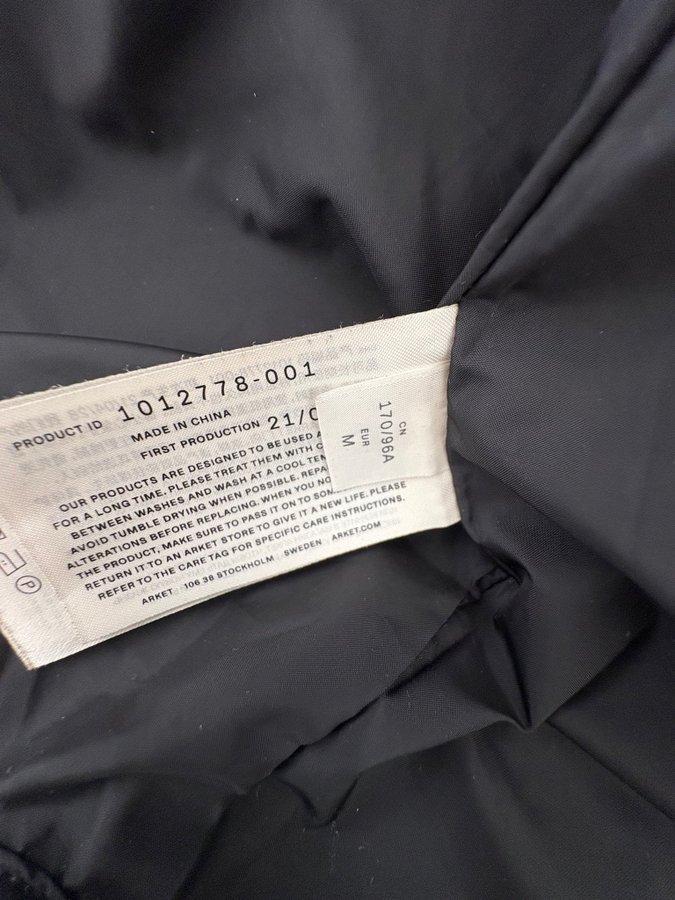 PRODUCT ID 1012778-001
MADE IN CHINA
FIRST PRODUCTION 21/0
OUR PRODUCTS ARE DESIGNED TO BE USED
FOR A LONG TIME. PLEASE TREAT THEM WITH
BETWEEN WASHES AND WASH AT A COOL
AVOID TUMBLE DRYING WHEN POSSIBLE.
ALTERATIONS BEFORE REPLACING. WHEN YOU
THE PRODUCT, MAKE SURE TO PASS IT ON TO
RETURN IT TO AN ARKET STORE TO GIVE IT A NEW LIFE. PLEASE
REFER TO THE CARE TAG FOR SPECIFIC CARE INSTRUCTIONS.
ARKET 106 38 STOCKHOLM SWEDEN ARKET.COM
P
CN
170/96A
EUR
M